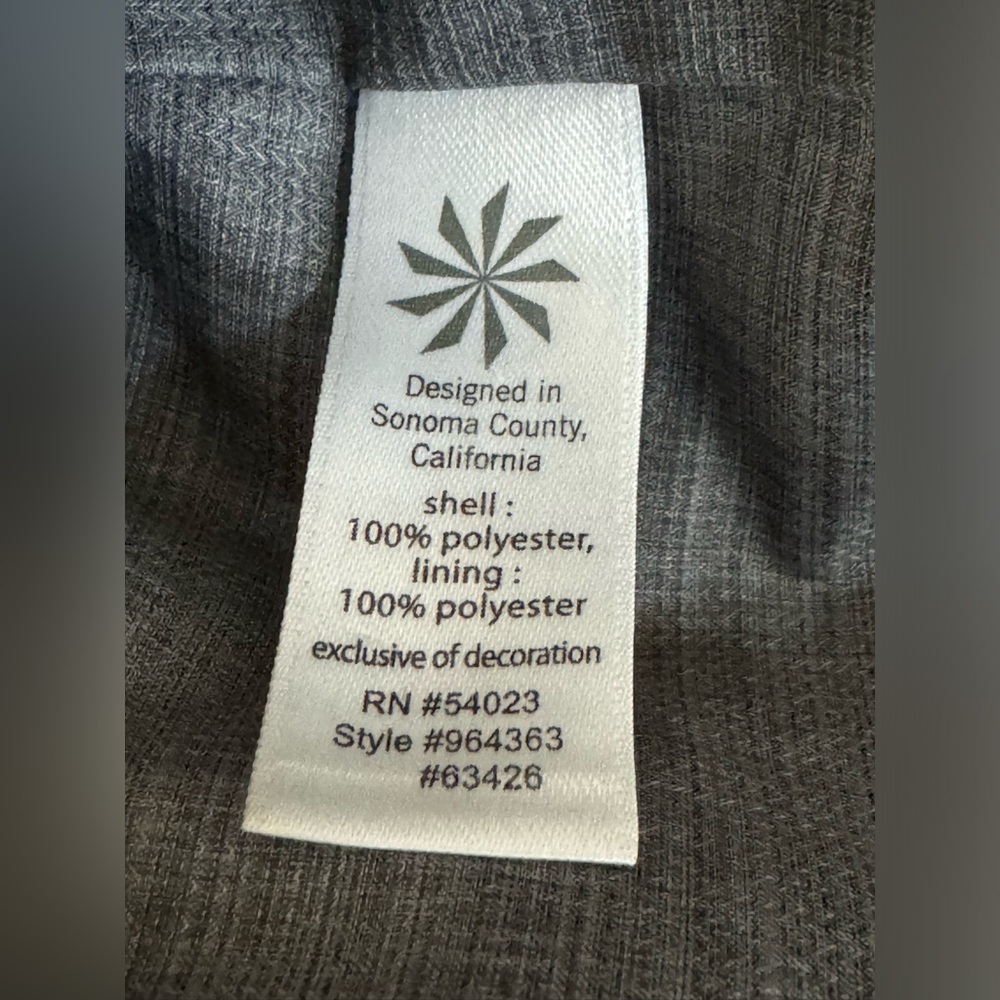 Designed in
Sonoma County,
California
shell :
100% polyester,
lining :
100% polyester
exclusive of decoration
RN #54023
Style #964363
#63426